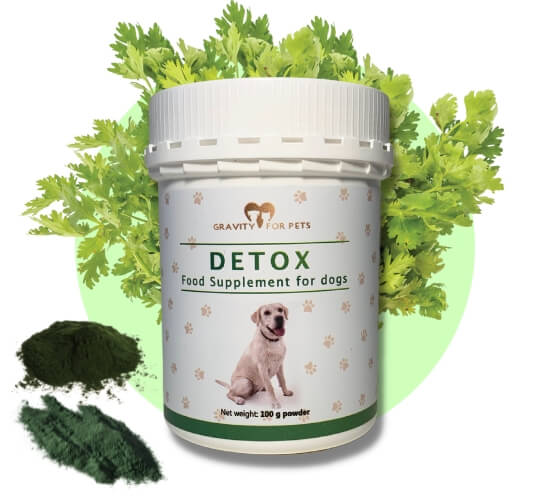 GRAVITY FOR PETS
DETOX
Food Supplement for dogs
Net weight: 100 g powder